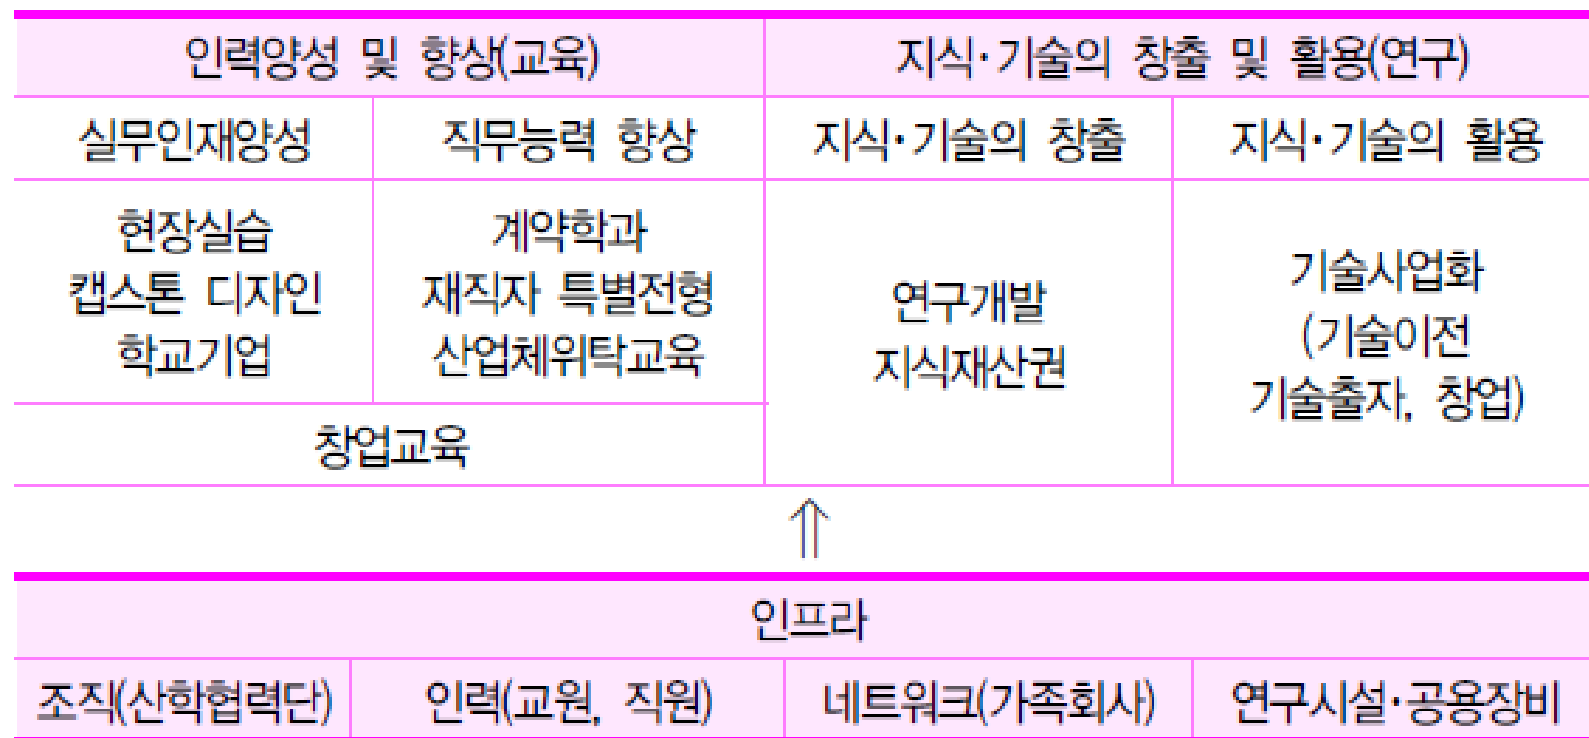 인력양성 및 향상(교육)
지식·기술의 창출 및 활용(연구)
실무인재양성
직무능력 향상
지식·기술의 창출
지식·기술의 활용
현장실습
캡스톤 디자인
학교기업
계약학과
재직자 특별전형
산업체위탁교육
창업교육
연구개발
지식재산권
기술사업화
(기술이전
기술출자, 창업)
⇑
인프라
조직(산학협력단)
인력(교원, 직원)
네트워크(가족회사)
연구시설·공용장비